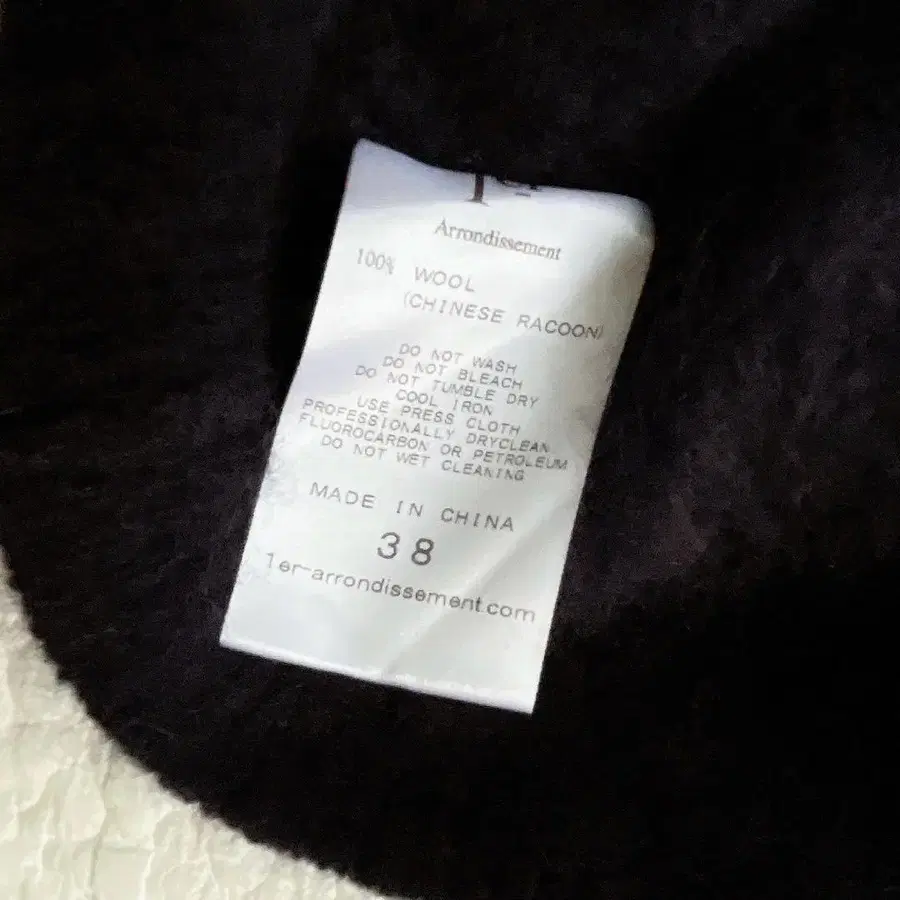 1er
Arrondissement
100% WOOL
(CHINESE RACOON)
DO NOT WASH
DO NOT BLEACH
DO NOT TUMBLE DRY
COOL IRON
USE PRESS CLOTH
PROFESSIONALLY DRYCLEAN
FLUOROCARBON OR PETROLEUM
DO NOT WET CLEANING
MADE IN CHINA
38
1er-arrondissement.com